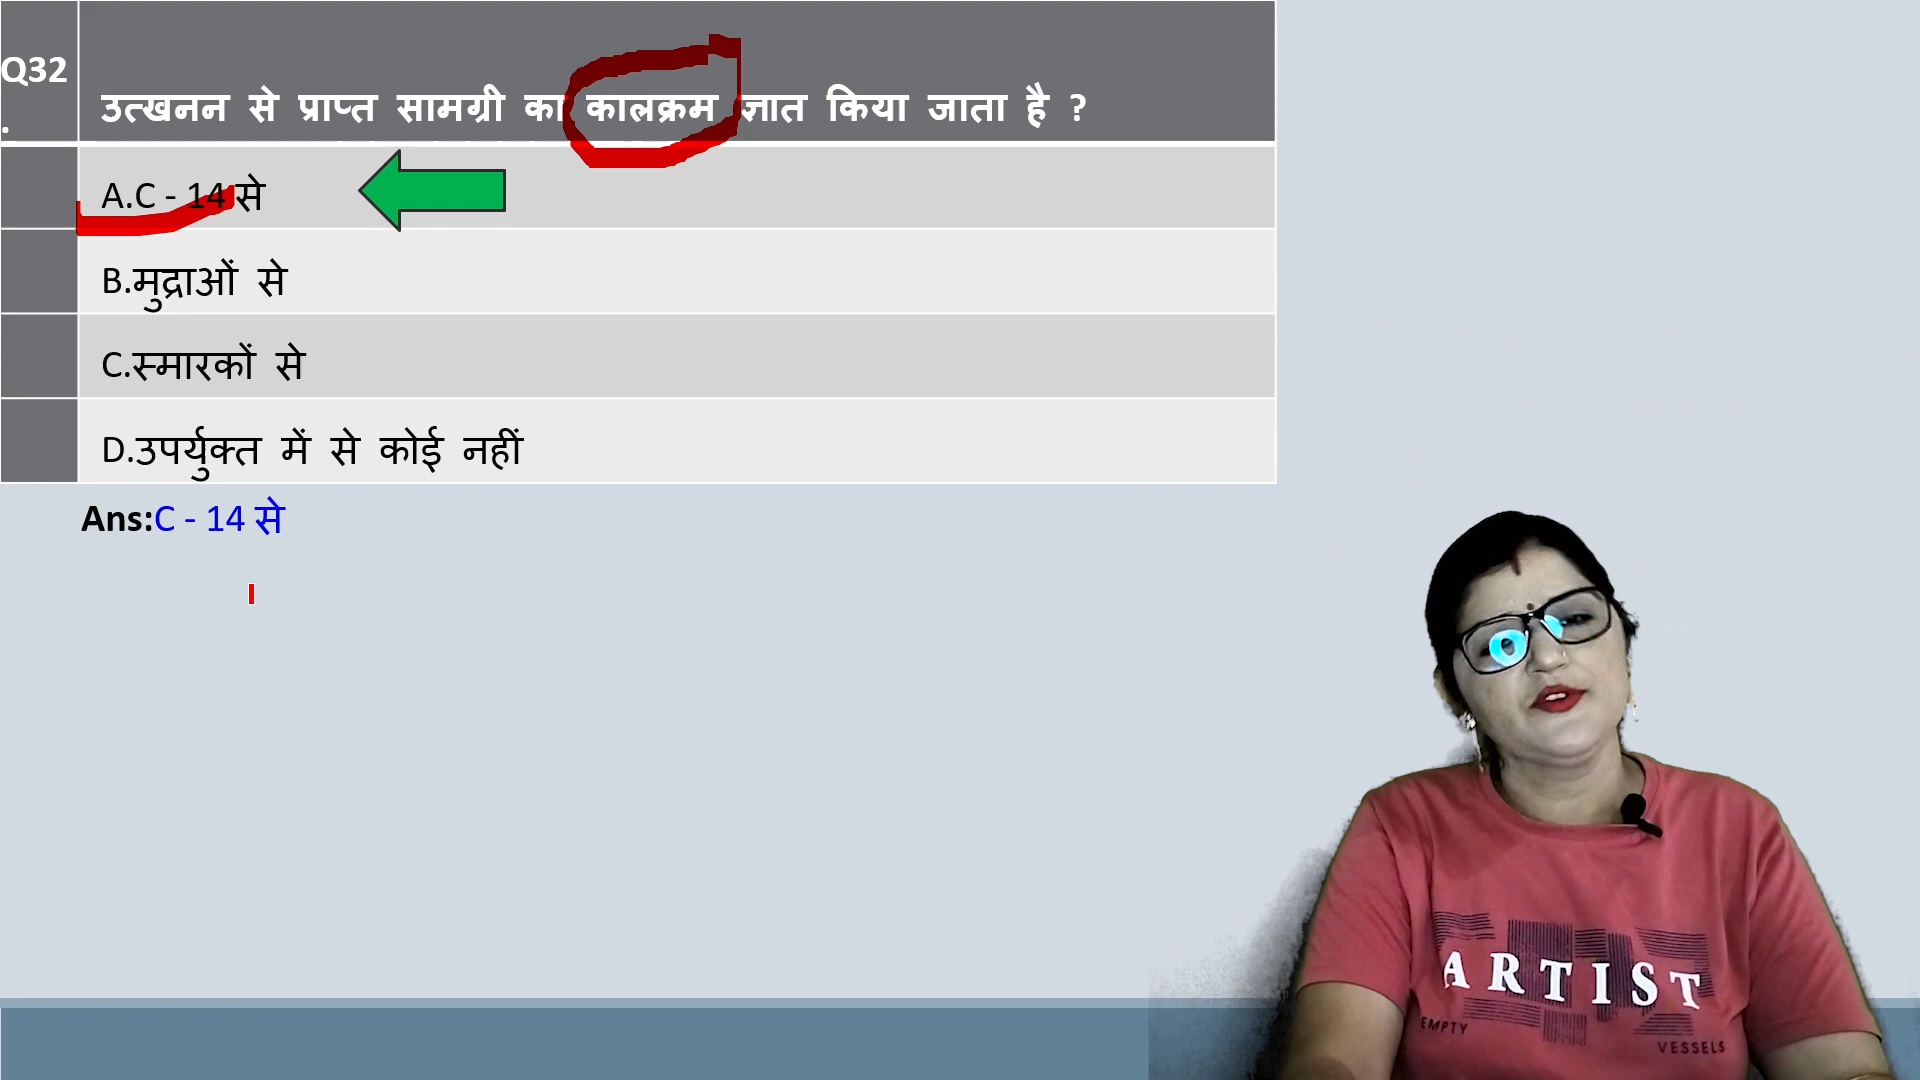 Q32
.
उत्खनन से प्राप्त सामग्री का कालक्रम ज्ञात किया जाता है ?
A.C - 14 से
B.मुद्राओं से
C.स्मारकों से
D.उपर्युक्त में से कोई नहीं
Ans:C - 14 से
ARTIST
EMPTY
VESSELS